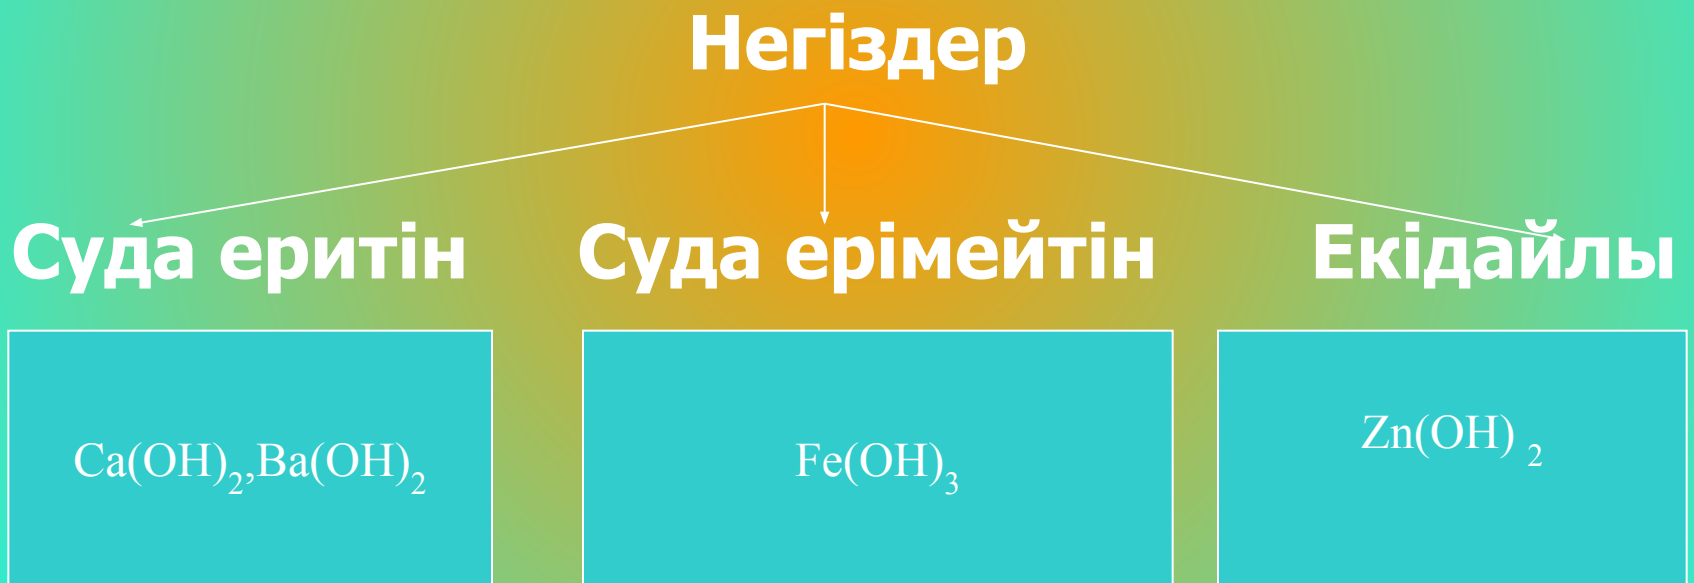 Негіздер
Суда еритін
Суда ерімейтін
Екідайлы
Ca(OH)₂,Ba(OH)₂
Fe(OH)₃
Zn(OH) ₂